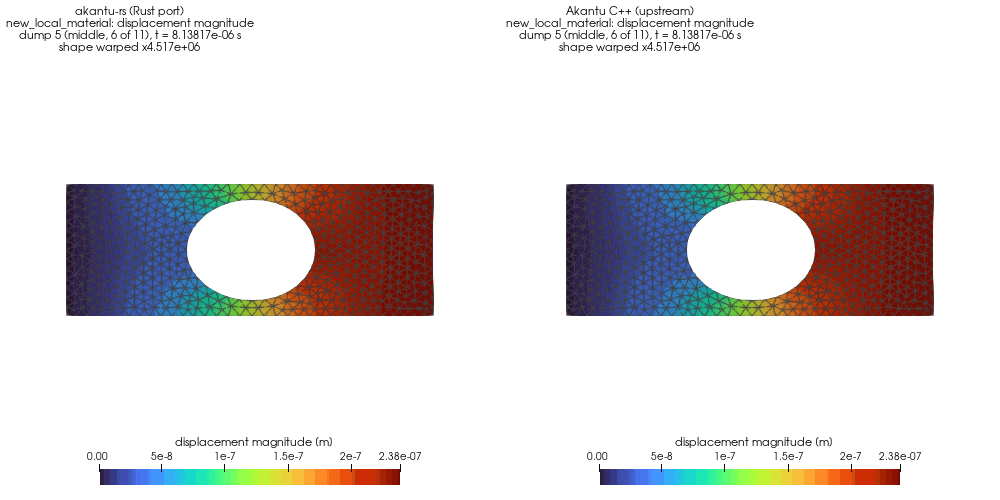 akantu-rs (Rust port)
new_local_material: displacement magnitude
dump 5 (middle, 6 of 11), t = 8.13817e-06 s
shape warped x4.517e+06
Akantu C++ (upstream)
new_local_material: displacement magnitude
dump 5 (middle, 6 of 11), t = 8.13817e-06 s
shape warped x4.517e+06
displacement magnitude (m)
0.00 5e-8 1e-7 1.5e-7 2e-7 2.38e-07
displacement magnitude (m)
0.00 5e-8 1e-7 1.5e-7 2e-7 2.38e-07